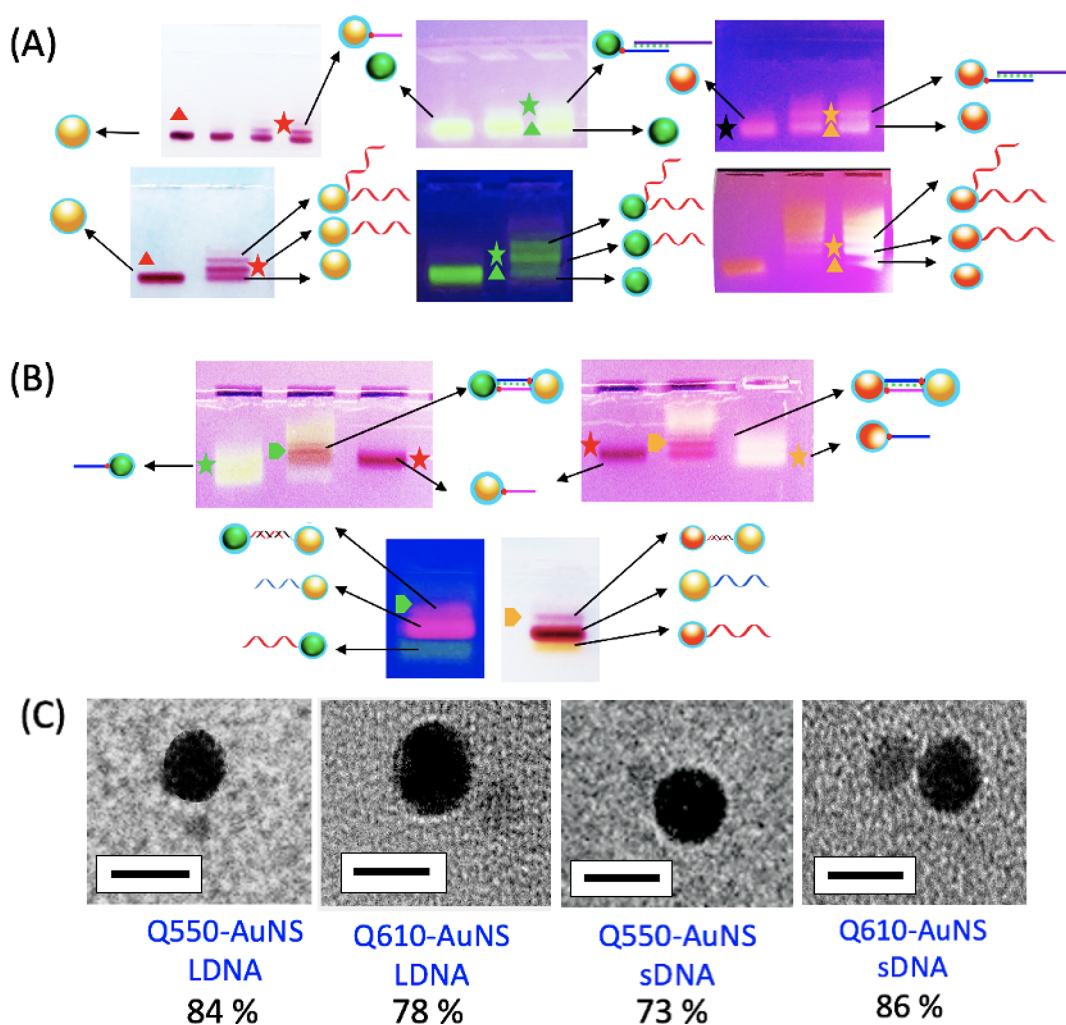 (A)
(B)
(C)
Q550-AuNS
LDNA
84 %
Q610-AuNS
LDNA
78 %
Q550-AuNS
sDNA
73 %
Q610-AuNS
sDNA
86 %